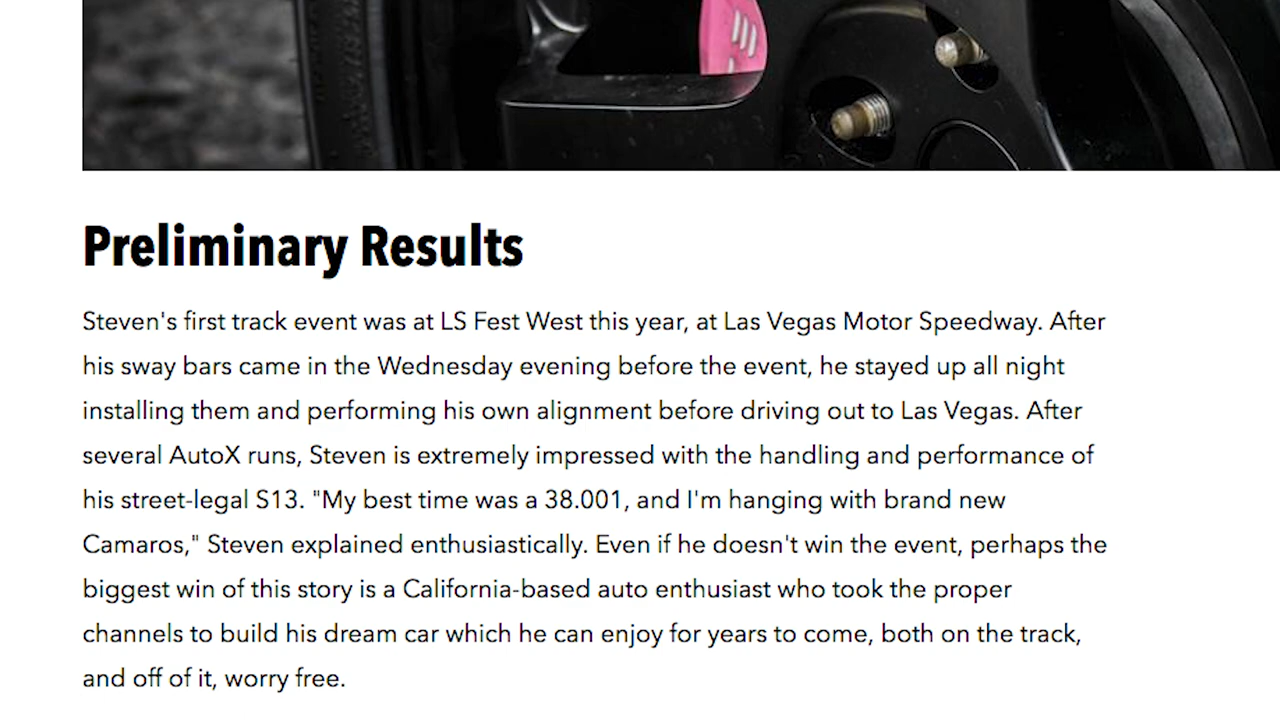 Preliminary Results
Steven's first track event was at LS Fest West this year, at Las Vegas Motor Speedway. After
his sway bars came in the Wednesday evening before the event, he stayed up all night
installing them and performing his own alignment before driving out to Las Vegas. After
several AutoX runs, Steven is extremely impressed with the handling and performance of
his street-legal S13. "My best time was a 38.001, and I'm hanging with brand new
Camaros," Steven explained enthusiastically. Even if he doesn't win the event, perhaps the
biggest win of this story is a California-based auto enthusiast who took the proper
channels to build his dream car which he can enjoy for years to come, both on the track,
and off of it, worry free.